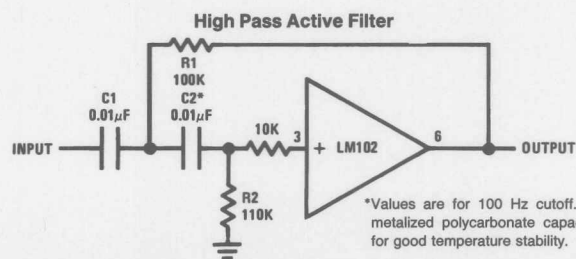 High Pass Active Filter
R1
100K
C1
0.01μF
C2*
0.01μF
10K
3
+
LM102
6
INPUT
OUTPUT
R2
110K
*Values are for 100 Hz cutoff.
metalized polycarbonate
for good temperature stability.